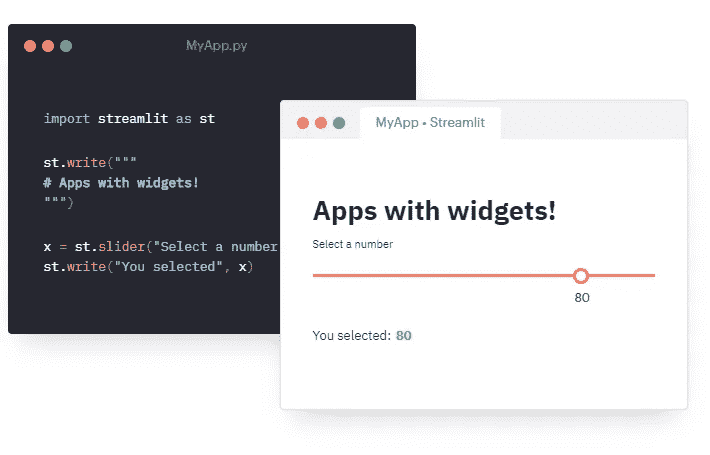 MyApp.py
import streamlit as st
st.write("""
# Apps with widgets!
""")
x = st.slider("Select a number
st.write("You selected", x)
MyApp • Streamlit
Apps with widgets!
Select a number
80
You selected: 80